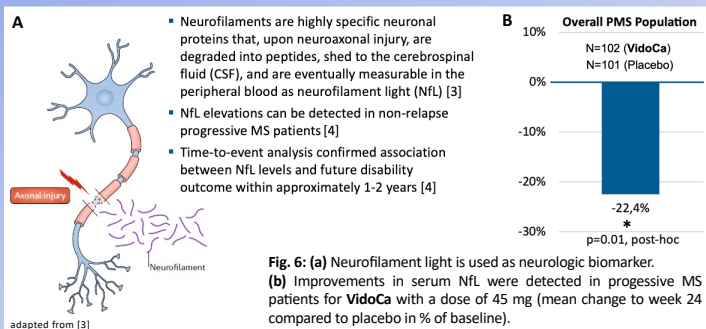 A
▪ Neurofilaments are highly specific neuronal
proteins that, upon neuroaxonal injury, are
degraded into peptides, shed to the cerebrospinal
fluid (CSF), and are eventually measurable in the
peripheral blood as neurofilament light (NfL) [3]
▪ NfL elevations can be detected in non-relapse
progressive MS patients [4]
▪ Time-to-event analysis confirmed association
between NfL levels and future disability
outcome within approximately 1-2 years [4]
Axonal injury
Neurofilament
adapted from [3]
B
Overall PMS Population
N=102 (VidoCa)
N=101 (Placebo)
10%
0%
-10%
-20%
-30%
-22,4%
*
p=0.01, post-hoc
Fig. 6: (a) Neurofilament light is used as neurologic biomarker.
(b) Improvements in serum NfL were detected in progessive MS
patients for VidoCa with a dose of 45 mg (mean change to week 24
compared to placebo in % of baseline).